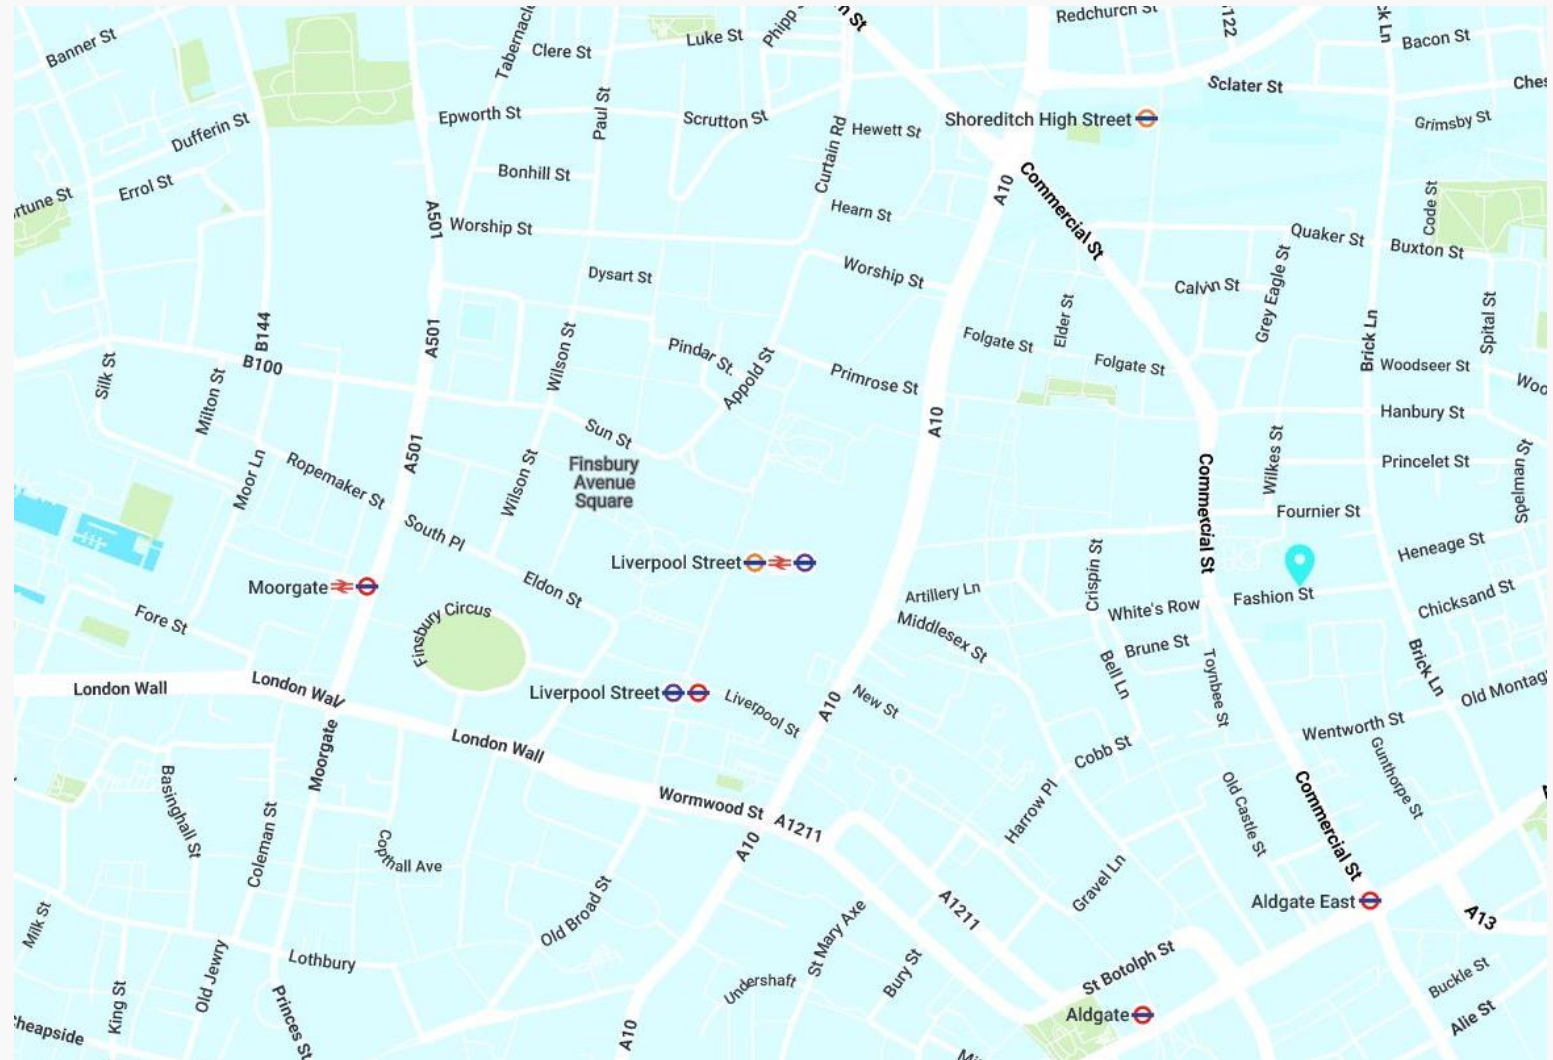 Redchurch St
Banner St
Tabernacle
Clere St
Luke St
Bacon St
Sclater St
Dufferin St
Epworth St
Paul St
Scrutton St
Hewett St
Shoreditch High Street
Grimsby St
Curtain Rd
Bonhill St
Errol St
A10
Commercial St
Code St
Hearn St
A501
Worship St
Quaker St
Buxton St
Dysart St
Worship St
Calvin St
Grey Eagle St
Elder St
Spital St
B144
A501
Wilson St
Brick Ln
B100
Folgate St
Folgate St
Pindar St
Appold St
Primrose St
Woodseer St
Silk St
Milton St
Hanbury St
A10
Sun St
A501
Wilkes St
Princelet St
Finsbury
Avenue
Square
Moor Ln
Ropemaker St
Wilson St
Spelman St
Commercial St
Fournier St
South Pl
Heneage St
Liverpool Street
Crispin St
Moorgate
Eldon St
Artillery Ln
White's Row
Fashion St
Chicksand St
Fore St
Finsbury Circus
Middlesex St
Brune St
Bell Ln
Toynbee St
Brick Ln
London Wall
London Wall
Liverpool Street
Liverpool St
A10
New St
Wentworth St
London Wall
Moorgate
Cobb St
Gunthorpe St
Basinghall St
Coleman St
Wormwood St
A1211
Harrow Pl
Old Castle St
Commercial St
A10
Copthall Ave
Gravel Ln
Aldgate East
Milk St
Old Broad St
A1211
St Mary Axe
A13
Lothbury
Old Jewry
King St
Princes St
Undershaft
Bury St
St Botolph St
Buckle St
Aldgate
Alie St
A10